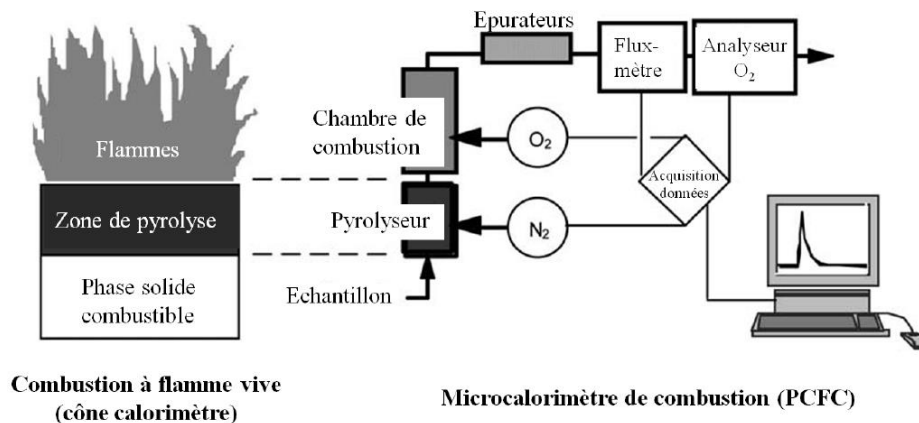 Flammes
Zone de pyrolyse
Phase solide
combustible
Combustion à flamme vive
(cône calorimètre)
Epurateurs
Flux-
mètre
Analyseur
O₂
Chambre de
combustion
O₂
Acquisition
données
Pyrolyseur
N₂
Echantillon
Microcalorimètre de combustion (PCFC)